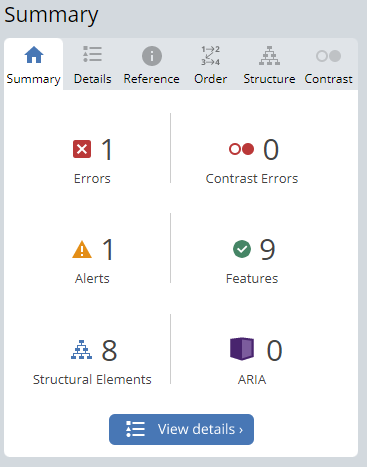 Summary
Summary Details Reference Order Structure Contrast
1 0
Errors Contrast Errors
1 9
Alerts Features
8 0
Structural Elements ARIA
View details ›